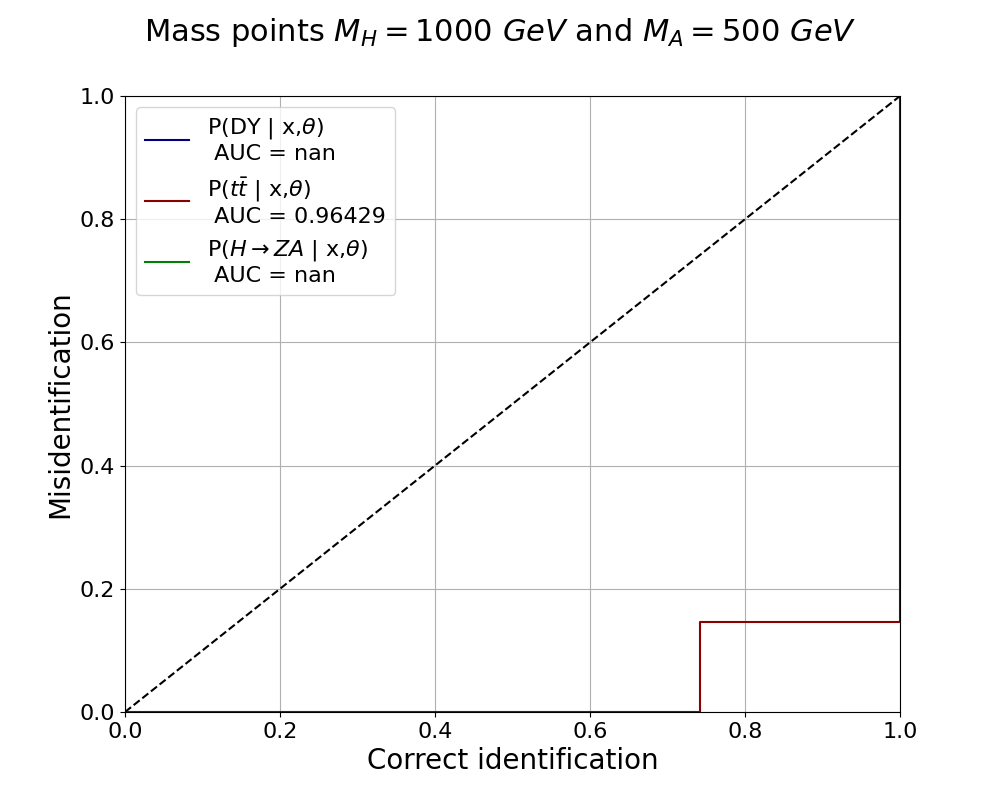 Mass points $M_H = 1000\ GeV$ and $M_A = 500\ GeV$
1.0
0.8
0.6
0.4
0.2
0.0
Misidentification
P(DY | x,θ)
AUC = nan
P($t\bar{t}$ | x,θ)
AUC = 0.96429
P($H \rightarrow ZA$ | x,θ)
AUC = nan
0.0 0.2 0.4 0.6 0.8 1.0
Correct identification